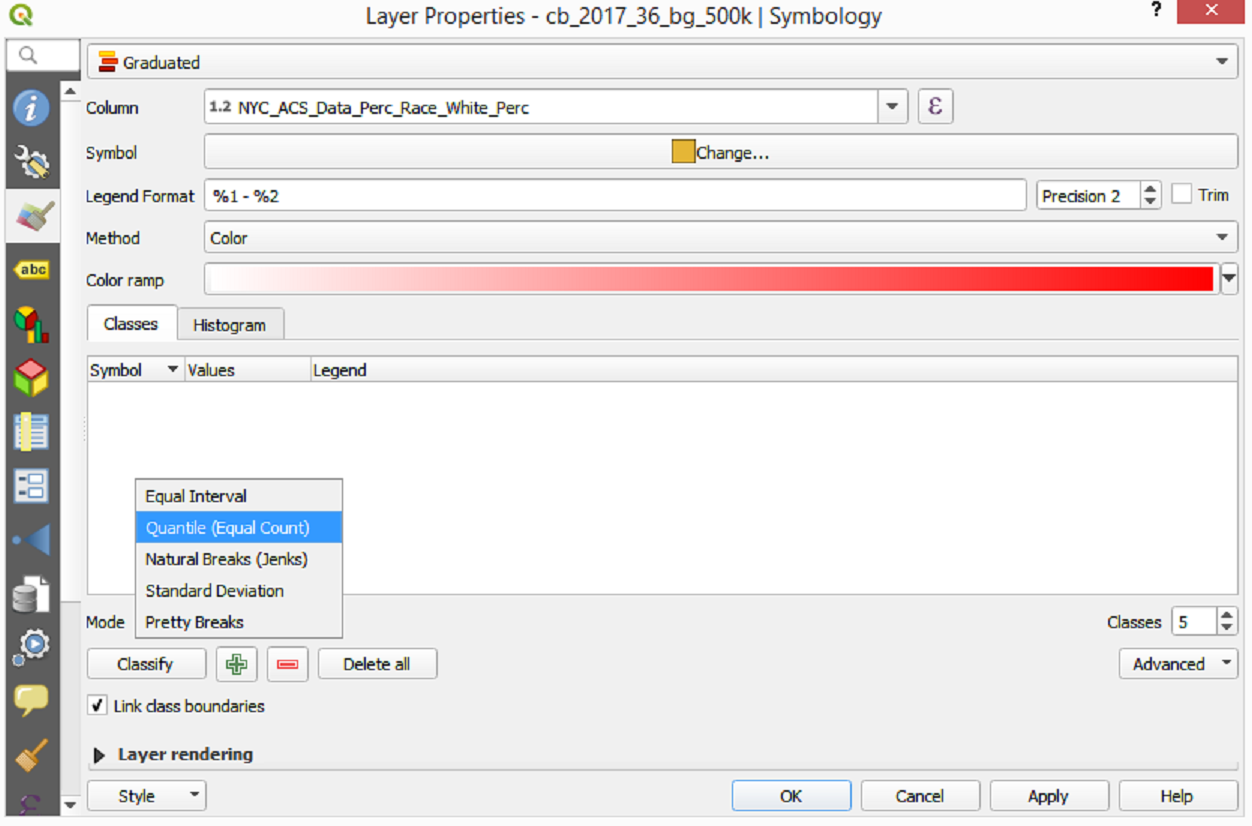 Layer Properties - cb_2017_36_bg_500k | Symbology ? ×
Graduated
Column 1.2 NYC_ACS_Data_Perc_Race_White_Perc ε
Symbol Change...
Legend Format %1 - %2 Precision 2 Trim
Method Color
Color ramp
abc
Classes Histogram
Symbol Values Legend
Equal Interval
Quantile (Equal Count)
Natural Breaks (Jenks)
Standard Deviation
Mode Pretty Breaks Classes 5
Classify Delete all Advanced
Link class boundaries
Layer rendering
Style OK Cancel Apply Help